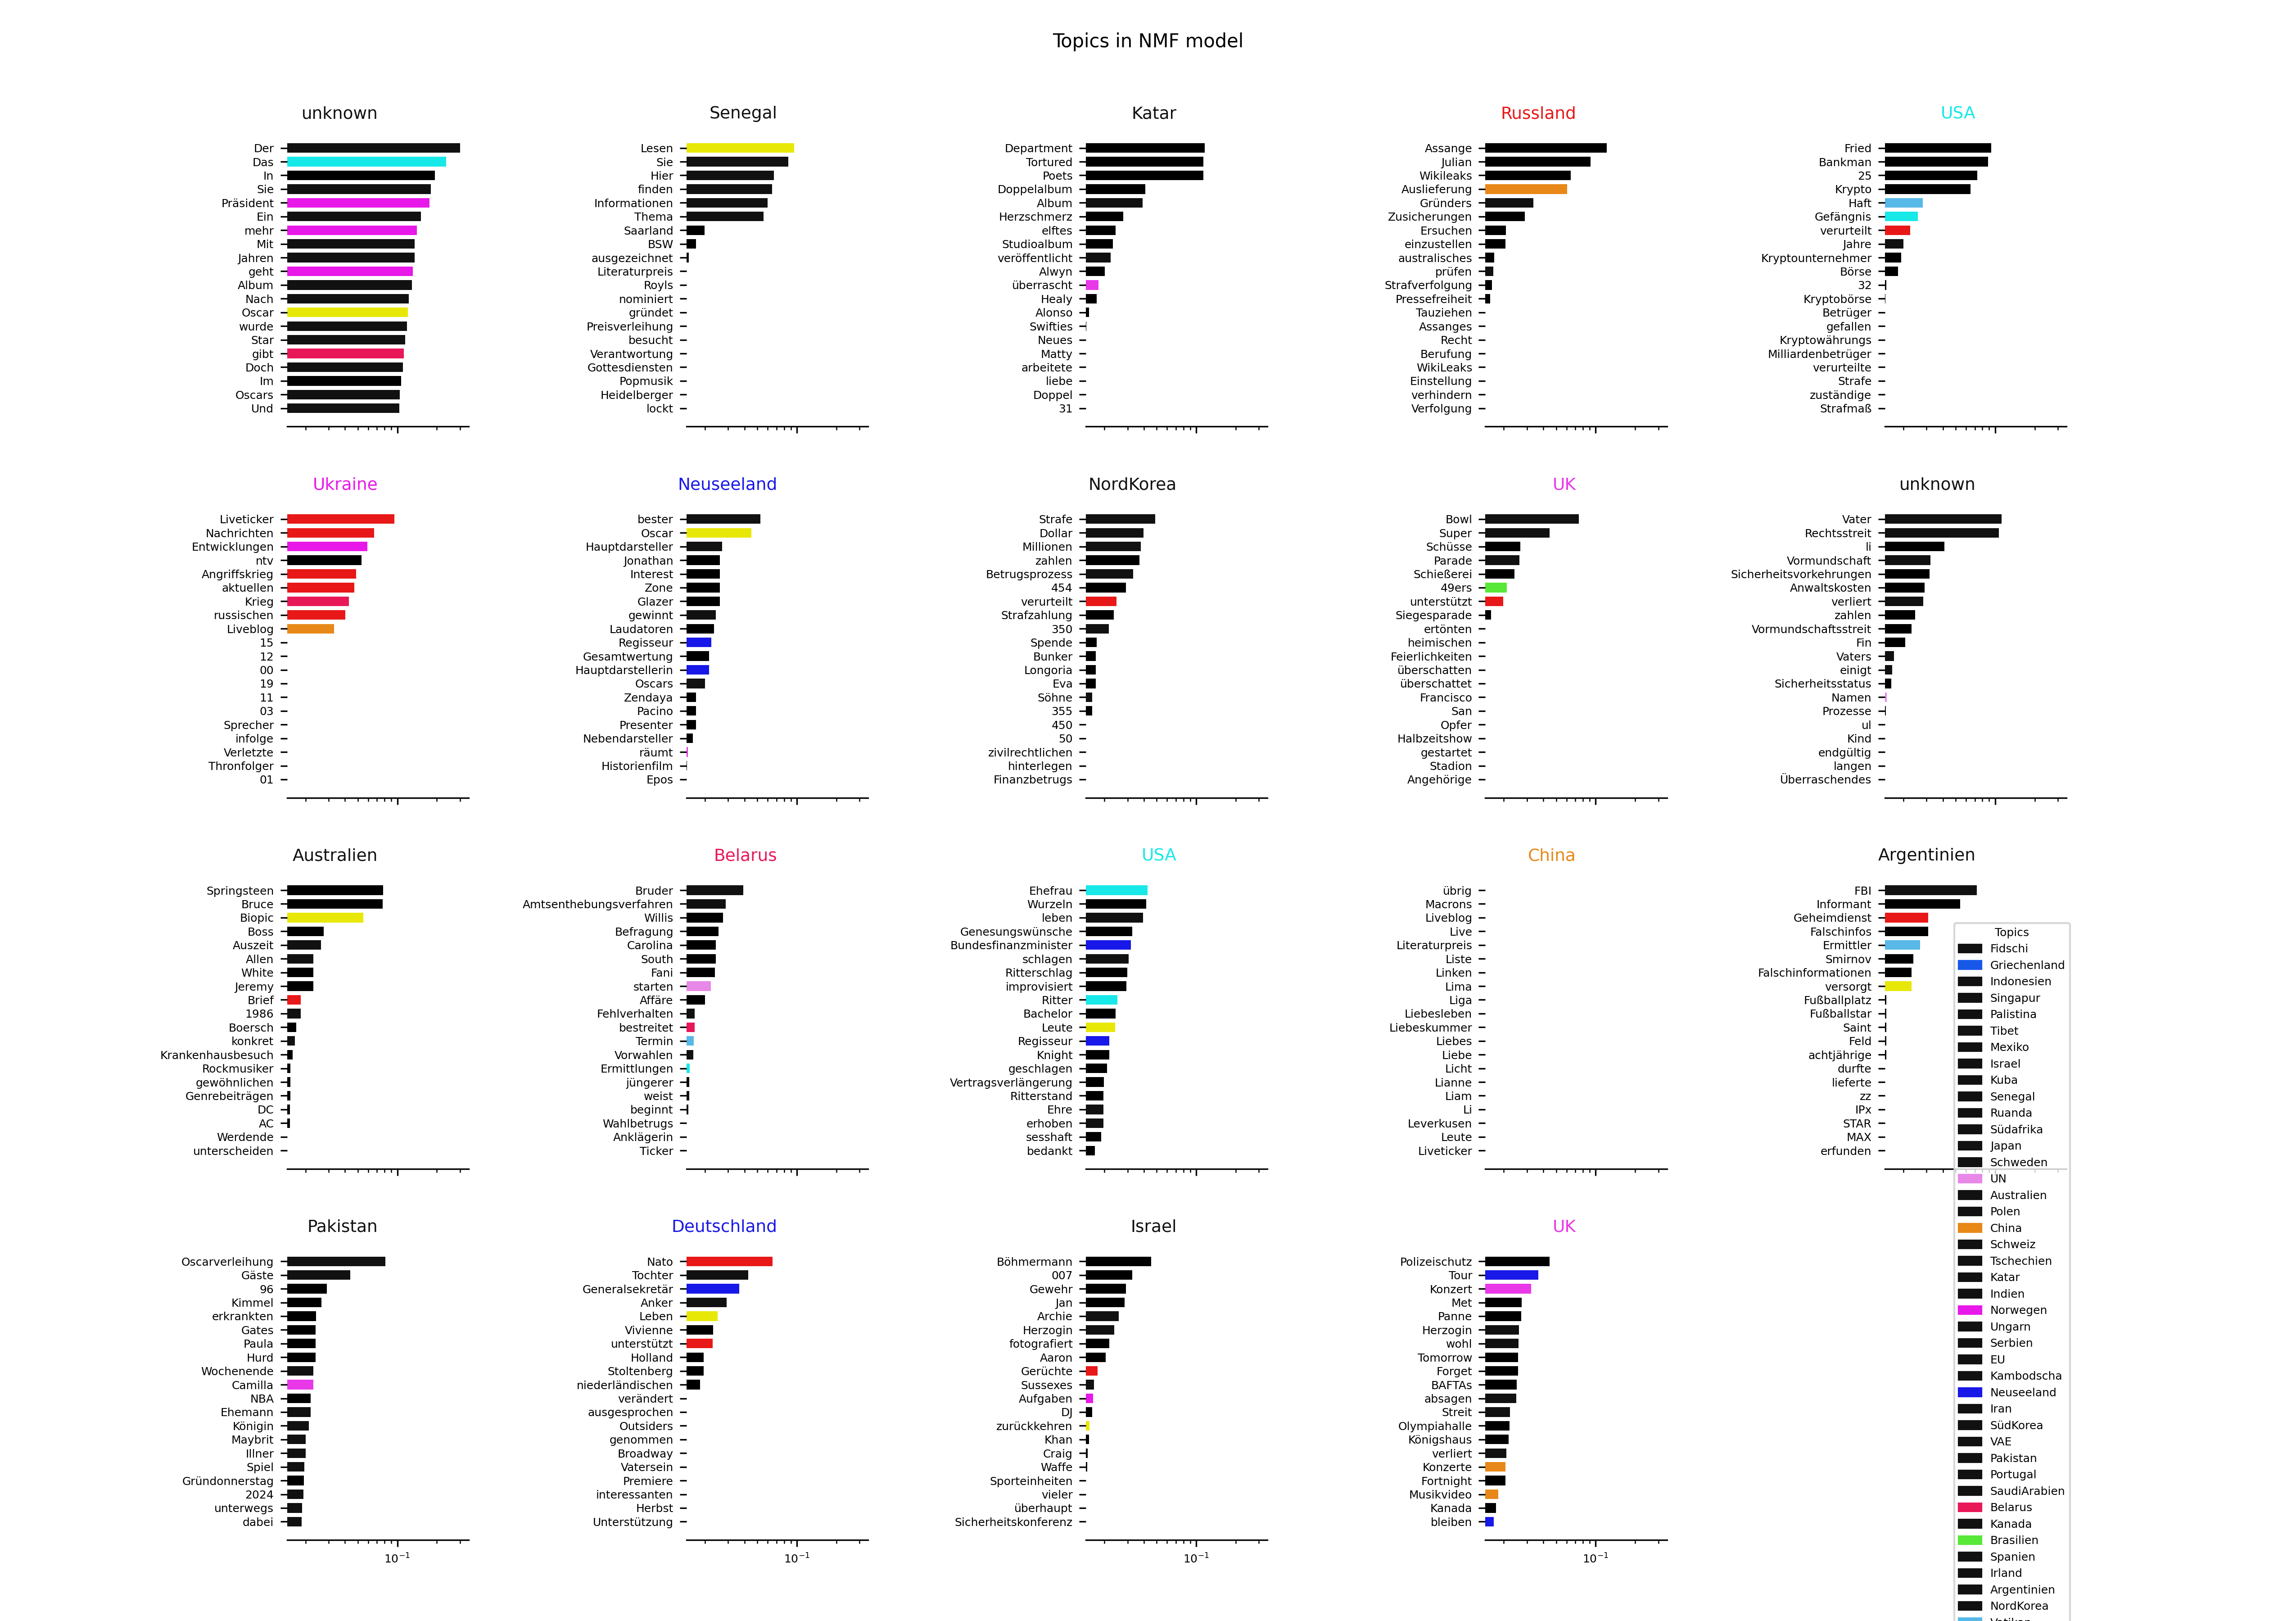 Topics in NMF model
unknown
Der
Das
In
Sie
Präsident
Ein
mehr
Mit
Jahren
geht
Album
Nach
Oscar
wurde
Star
gibt
Doch
Im
Oscars
Und
Senegal
Lesen
Sie
Hier
finden
Informationen
Thema
Saarland
BSW
ausgezeichnet
Literaturpreis
Royls
nominiert
gründet
Preisverleihung
besucht
Verantwortung
Gottesdiensten
Popmusik
Heidelberger
lockt
Katar
Department
Tortured
Poets
Doppelalbum
Album
Herzschmerz
elftes
Studioalbum
veröffentlicht
Alwyn
überrascht
Healy
Alonso
Swifties
Neues
Matty
arbeitete
liebe
Doppel
31
Russland
Assange
Julian
Wikileaks
Auslieferung
Gründers
Zusicherungen
Ersuchen
einzustellen
australisches
prüfen
Strafverfolgung
Pressefreiheit
Tauziehen
Assanges
Recht
Berufung
WikiLeaks
Einstellung
verhindern
Verfolgung
USA
Fried
Bankman
25
Krypto
Haft
Gefängnis
verurteilt
Jahre
Kryptounternehmer
Börse
32
Kryptobörse
Betrüger
gefallen
Kryptowährungs
Milliardenbetrüger
verurteilte
Strafe
zuständige
Strafmaß
Ukraine
Liveticker
Nachrichten
Entwicklungen
ntv
Angriffskrieg
aktuellen
Krieg
russischen
Liveblog
15
12
00
19
11
03
Sprecher
infolge
Verletzte
Thronfolger
01
Neuseeland
bester
Oscar
Hauptdarsteller
Jonathan
Interest
Zone
Glazer
gewinnt
Laudatoren
Regisseur
Gesamtwertung
Hauptdarstellerin
Oscars
Zendaya
Pacino
Presenter
Nebendarsteller
räumt
Historienfilm
Epos
NordKorea
Strafe
Dollar
Millionen
zahlen
Betrugsprozess
454
verurteilt
Strafzahlung
350
Spende
Bunker
Longoria
Eva
Söhne
355
450
50
zivilrechtlichen
hinterlegen
Finanzbetrugs
UK
Bowl
Super
Schüsse
Parade
Schießerei
49ers
unterstützt
Siegesparade
ertönten
heimischen
Feierlichkeiten
überschatten
überschattet
Francisco
San
Opfer
Halbzeitshow
gestartet
Stadion
Angehörige
unknown
Vater
Rechtsstreit
li
Vormundschaft
Sicherheitsvorkehrungen
Anwaltskosten
verliert
zahlen
Vormundschaftsstreit
Fin
Vaters
einigt
Sicherheitsstatus
Namen
Prozesse
ul
Kind
endgültig
langen
Überraschendes
Australien
Springsteen
Bruce
Biopic
Boss
Auszeit
Allen
White
Jeremy
Brief
1986
Boersch
konkret
Krankenhausbesuch
Rockmusiker
gewöhnlichen
Genrebeiträgen
DC
AC
Werdende
unterscheiden
Belarus
Bruder
Amtsenthebungsverfahren
Willis
Befragung
Carolina
South
Fani
starten
Affäre
Fehlverhalten
bestreitet
Termin
Vorwahlen
Ermittlungen
jüngerer
weist
beginnt
Wahlbetrugs
Anklägerin
Ticker
USA
Ehefrau
Wurzeln
leben
Genesungswünsche
Bundesfinanzminister
schlagen
Ritterschlag
improvisiert
Ritter
Bachelor
Leute
Regisseur
Knight
geschlagen
Vertragsverlängerung
Ritterstand
Ehre
erhoben
sesshaft
bedankt
China
übrig
Macrons
Liveblog
Live
Literaturpreis
Liste
Linken
Lima
Liga
Liebesleben
Liebeskummer
Liebes
Liebe
Licht
Lianne
Liam
Li
Leverkusen
Leute
Liveticker
Argentinien
FBI
Informant
Geheimdienst
Falschinfos
Ermittler
Smirnov
Falschinformationen
versorgt
Fußballplatz
Fußballstar
Saint
Feld
achtjährige
durfte
lieferte
zz
IPx
STAR
MAX
erfunden
Pakistan
Oscarverleihung
Gäste
96
Kimmel
erkrankten
Gates
Paula
Hurd
Wochenende
Camilla
NBA
Ehemann
Königin
Maybrit
Illner
Spiel
Gründonnerstag
2024
unterwegs
dabei
10⁻¹
Deutschland
Nato
Tochter
Generalsekretär
Anker
Leben
Vivienne
unterstützt
Holland
Stoltenberg
niederländischen
verändert
ausgesprochen
Outsiders
genommen
Broadway
Vatersein
Premiere
interessanten
Herbst
Unterstützung
10⁻¹
Israel
Böhmermann
007
Gewehr
Jan
Archie
Herzogin
fotografiert
Aaron
Gerüchte
Sussexes
Aufgaben
DJ
zurückkehren
Khan
Craig
Waffe
Sporteinheiten
vieler
überhaupt
Sicherheitskonferenz
10⁻¹
UK
Polizeischutz
Tour
Konzert
Met
Panne
Herzogin
wohl
Tomorrow
Forget
BAFTAs
absagen
Streit
Olympiahalle
Königshaus
verliert
Konzerte
Fortnight
Musikvideo
Kanada
bleiben
10⁻¹
Topics
Fidschi
Griechenland
Indonesien
Singapur
Palistina
Tibet
Mexiko
Israel
Kuba
Senegal
Ruanda
Südafrika
Japan
Schweden
UN
Australien
Polen
China
Schweiz
Tschechien
Katar
Indien
Norwegen
Ungarn
Serbien
EU
Kambodscha
Neuseeland
Iran
SüdKorea
VAE
Pakistan
Portugal
SaudiArabien
Belarus
Kanada
Brasilien
Spanien
Irland
Argentinien
NordKorea